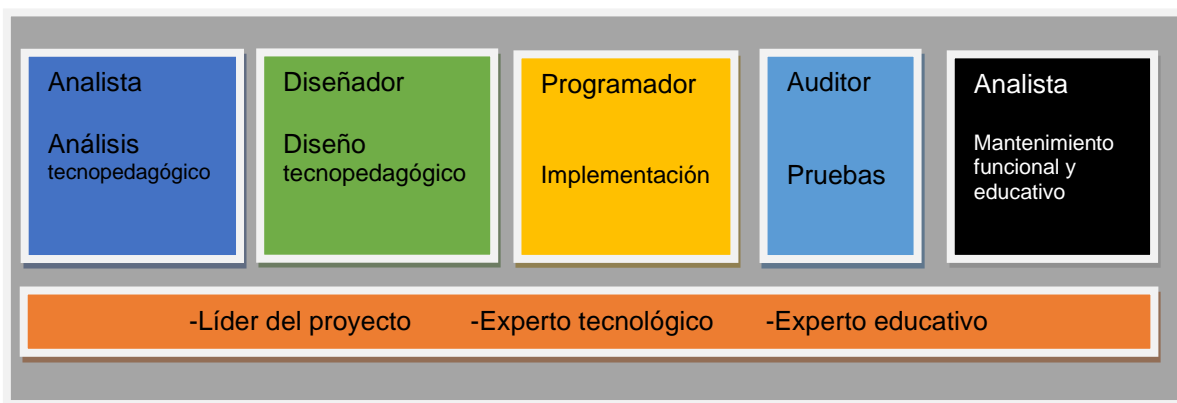 Analista
Análisis
tecnopedagógico
Diseñador
Diseño
tecnopedagógico
Programador
Implementación
Auditor
Pruebas
Analista
Mantenimiento
funcional y
educativo
-Líder del proyecto -Experto tecnológico -Experto educativo